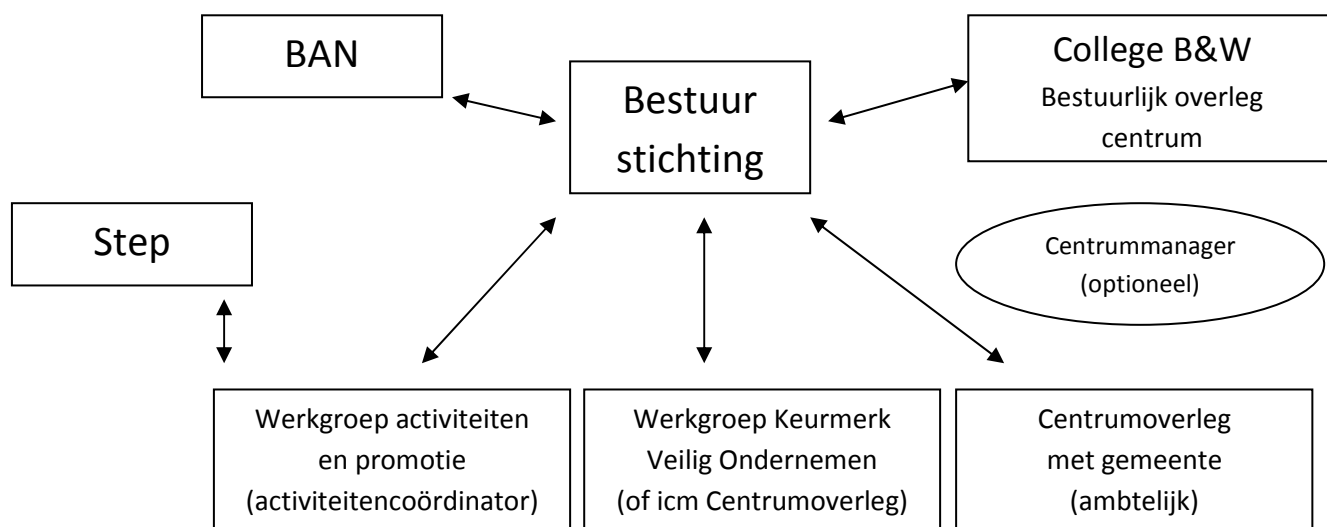 BAN
Bestuur
stichting
College B&W
Bestuurlijk overleg
centrum
Step
Centrummanager
(optioneel)
Werkgroep activiteiten
en promotie
(activiteitencoördinator)
Werkgroep Keurmerk
Veilig Ondernemen
(of icm Centrumoverleg)
Centrumoverleg
met gemeente
(ambtelijk)